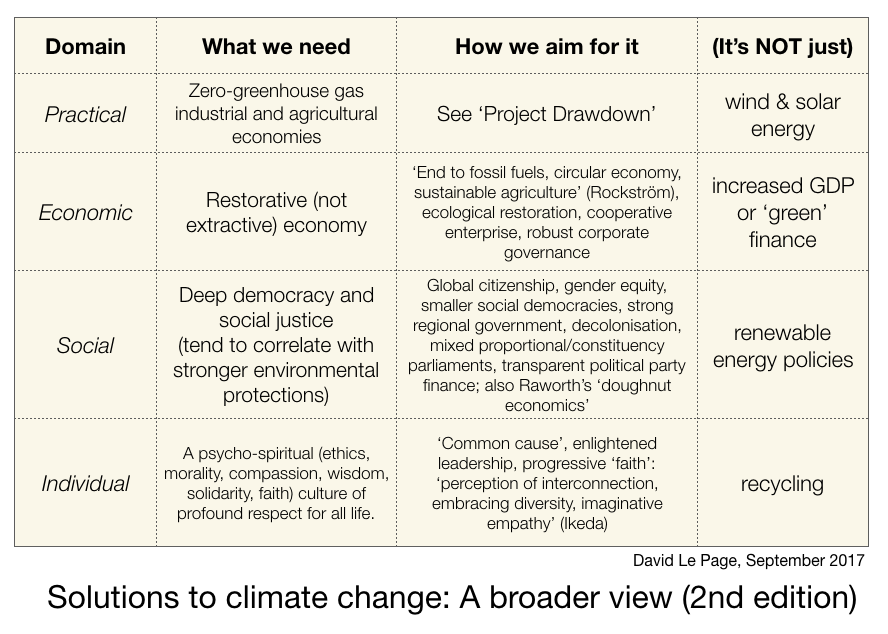 Domain
What we need
How we aim for it
(It's NOT just)
Practical
Zero-greenhouse gas
industrial and agricultural
economies
See 'Project Drawdown'
wind & solar
energy
Economic
Restorative (not
extractive) economy
'End to fossil fuels, circular economy,
sustainable agriculture' (Rockström),
ecological restoration, cooperative
enterprise, robust corporate
governance
increased GDP
or 'green'
finance
Social
Deep democracy and
social justice
(tend to correlate with
stronger environmental
protections)
Global citizenship, gender equity,
smaller social democracies, strong
regional government, decolonisation,
mixed proportional/constituency
parliaments, transparent political party
finance; also Raworth's 'doughnut
economics'
renewable
energy policies
Individual
A psycho-spiritual (ethics,
morality, compassion, wisdom,
solidarity, faith) culture of
profound respect for all life.
'Common cause', enlightened
leadership, progressive 'faith':
'perception of interconnection,
embracing diversity, imaginative
empathy' (Ikeda)
recycling
David Le Page, September 2017
Solutions to climate change: A broader view (2nd edition)